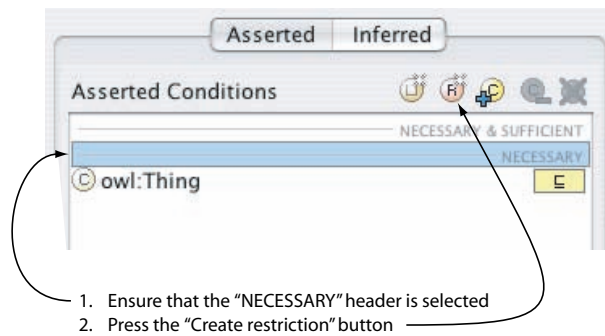 Asserted Inferred
Asserted Conditions
NECESSARY & SUFFICIENT
NECESSARY
C owl:Thing ⊑
1. Ensure that the “NECESSARY” header is selected
2. Press the “Create restriction” button